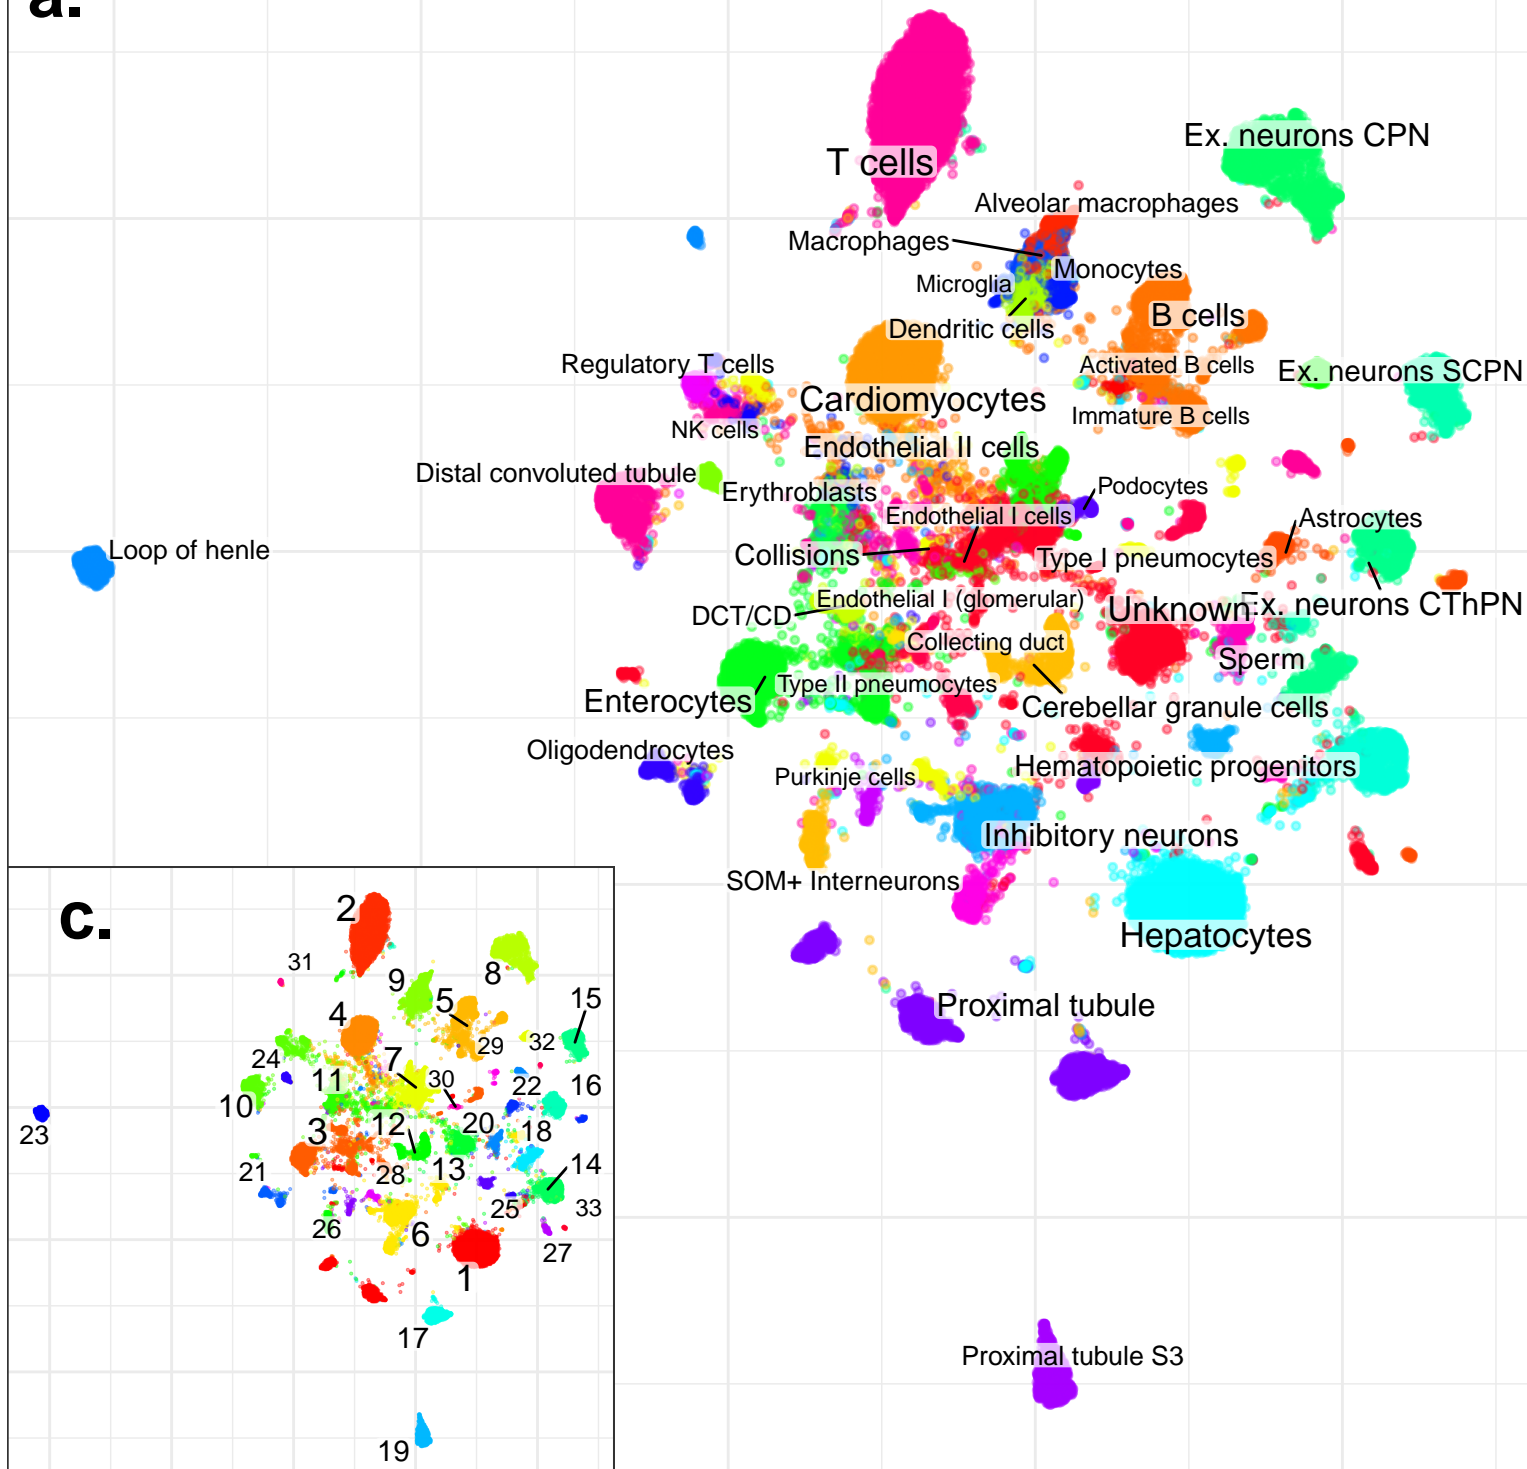 a.
T cells
Ex. neurons CPN
Alveolar macrophages
Macrophages
Monocytes
Microglia
B cells
Dendritic cells
Regulatory T cells
Activated B cells
Ex. neurons SCPN
Cardiomyocytes
Immature B cells
NK cells
Endothelial II cells
Distal convoluted tubule
Erythroblasts
Podocytes
Endothelial I cells
Astrocytes
Loop of henle
Collisions
Type I pneumocytes
Endothelial I (glomerular)
DCT/CD
Unknown
Ex. neurons CThPN
Collecting duct
Sperm
Type II pneumocytes
Enterocytes
Cerebellar granule cells
Oligodendrocytes
Hematopoietic progenitors
Purkinje cells
Inhibitory neurons
SOM+ Interneurons
Hepatocytes
Proximal tubule
Proximal tubule S3
c.
2
31
9
8
5
15
4
29
32
24
7
11
30
22
16
10
12
20
23
3
18
28
13
14
21
25
33
26
6
27
1
17
19